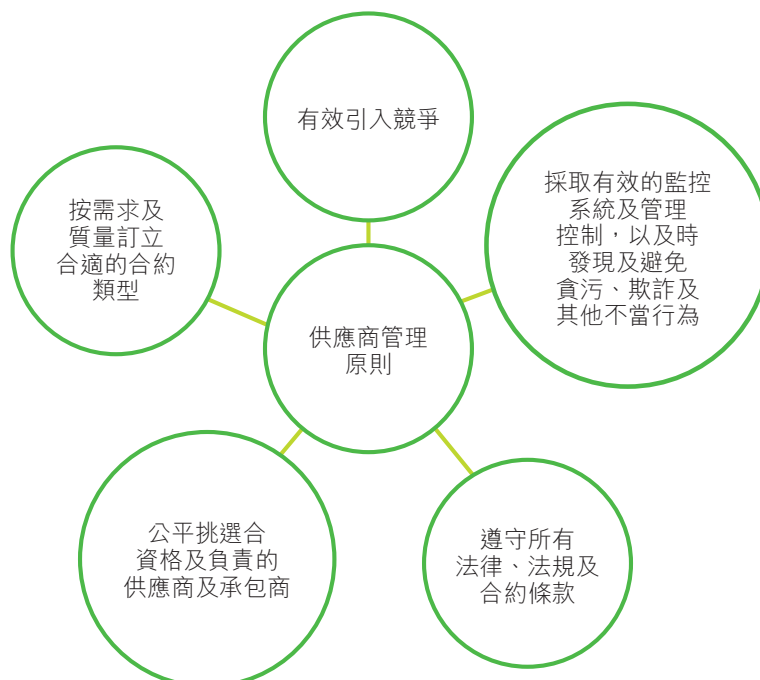 有效引入競爭
採取有效的監控
系統及管理
控制，以及時
發現及避免
貪污、欺詐及
其他不當行為
按需求及
質量訂立
合適的合約
類型
供應商管理
原則
公平挑選合
資格及負責的
供應商及承包商
遵守所有
法律、法規及
合約條款